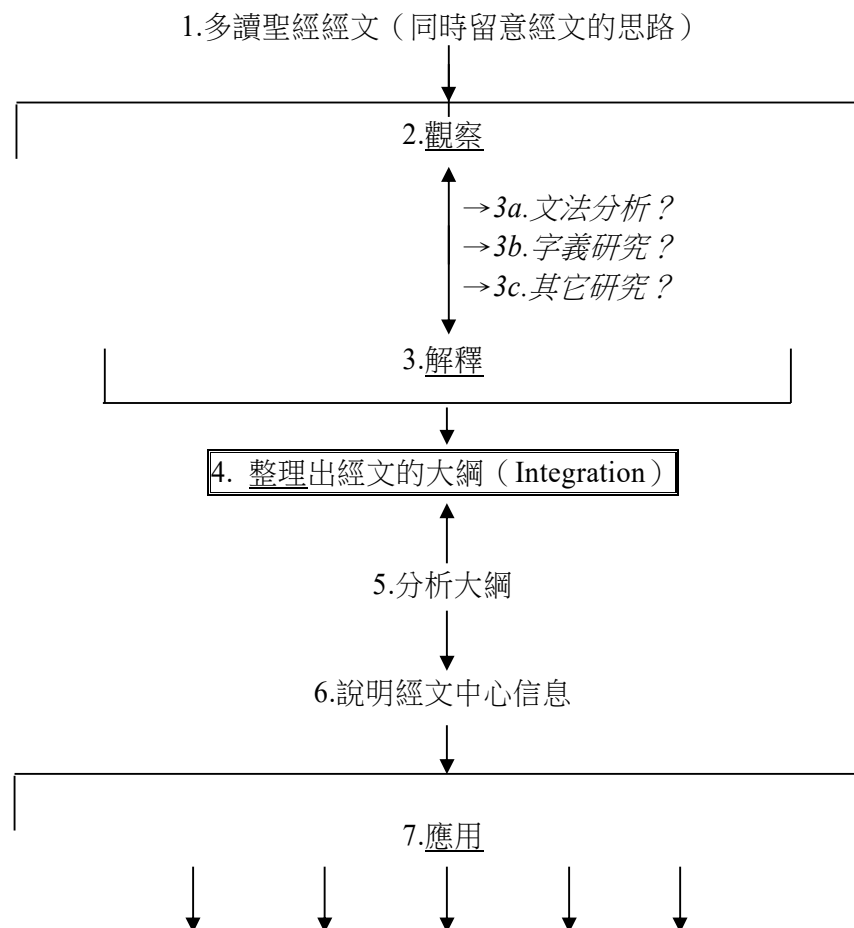 1.多讀聖經經文（同時留意經文的思路）
2.觀察
→3a.文法分析？
→3b.字義研究？
→3c.其它研究？
3.解釋
4. 整理出經文的大綱（Integration）
5.分析大綱
6.說明經文中心信息
7.應用